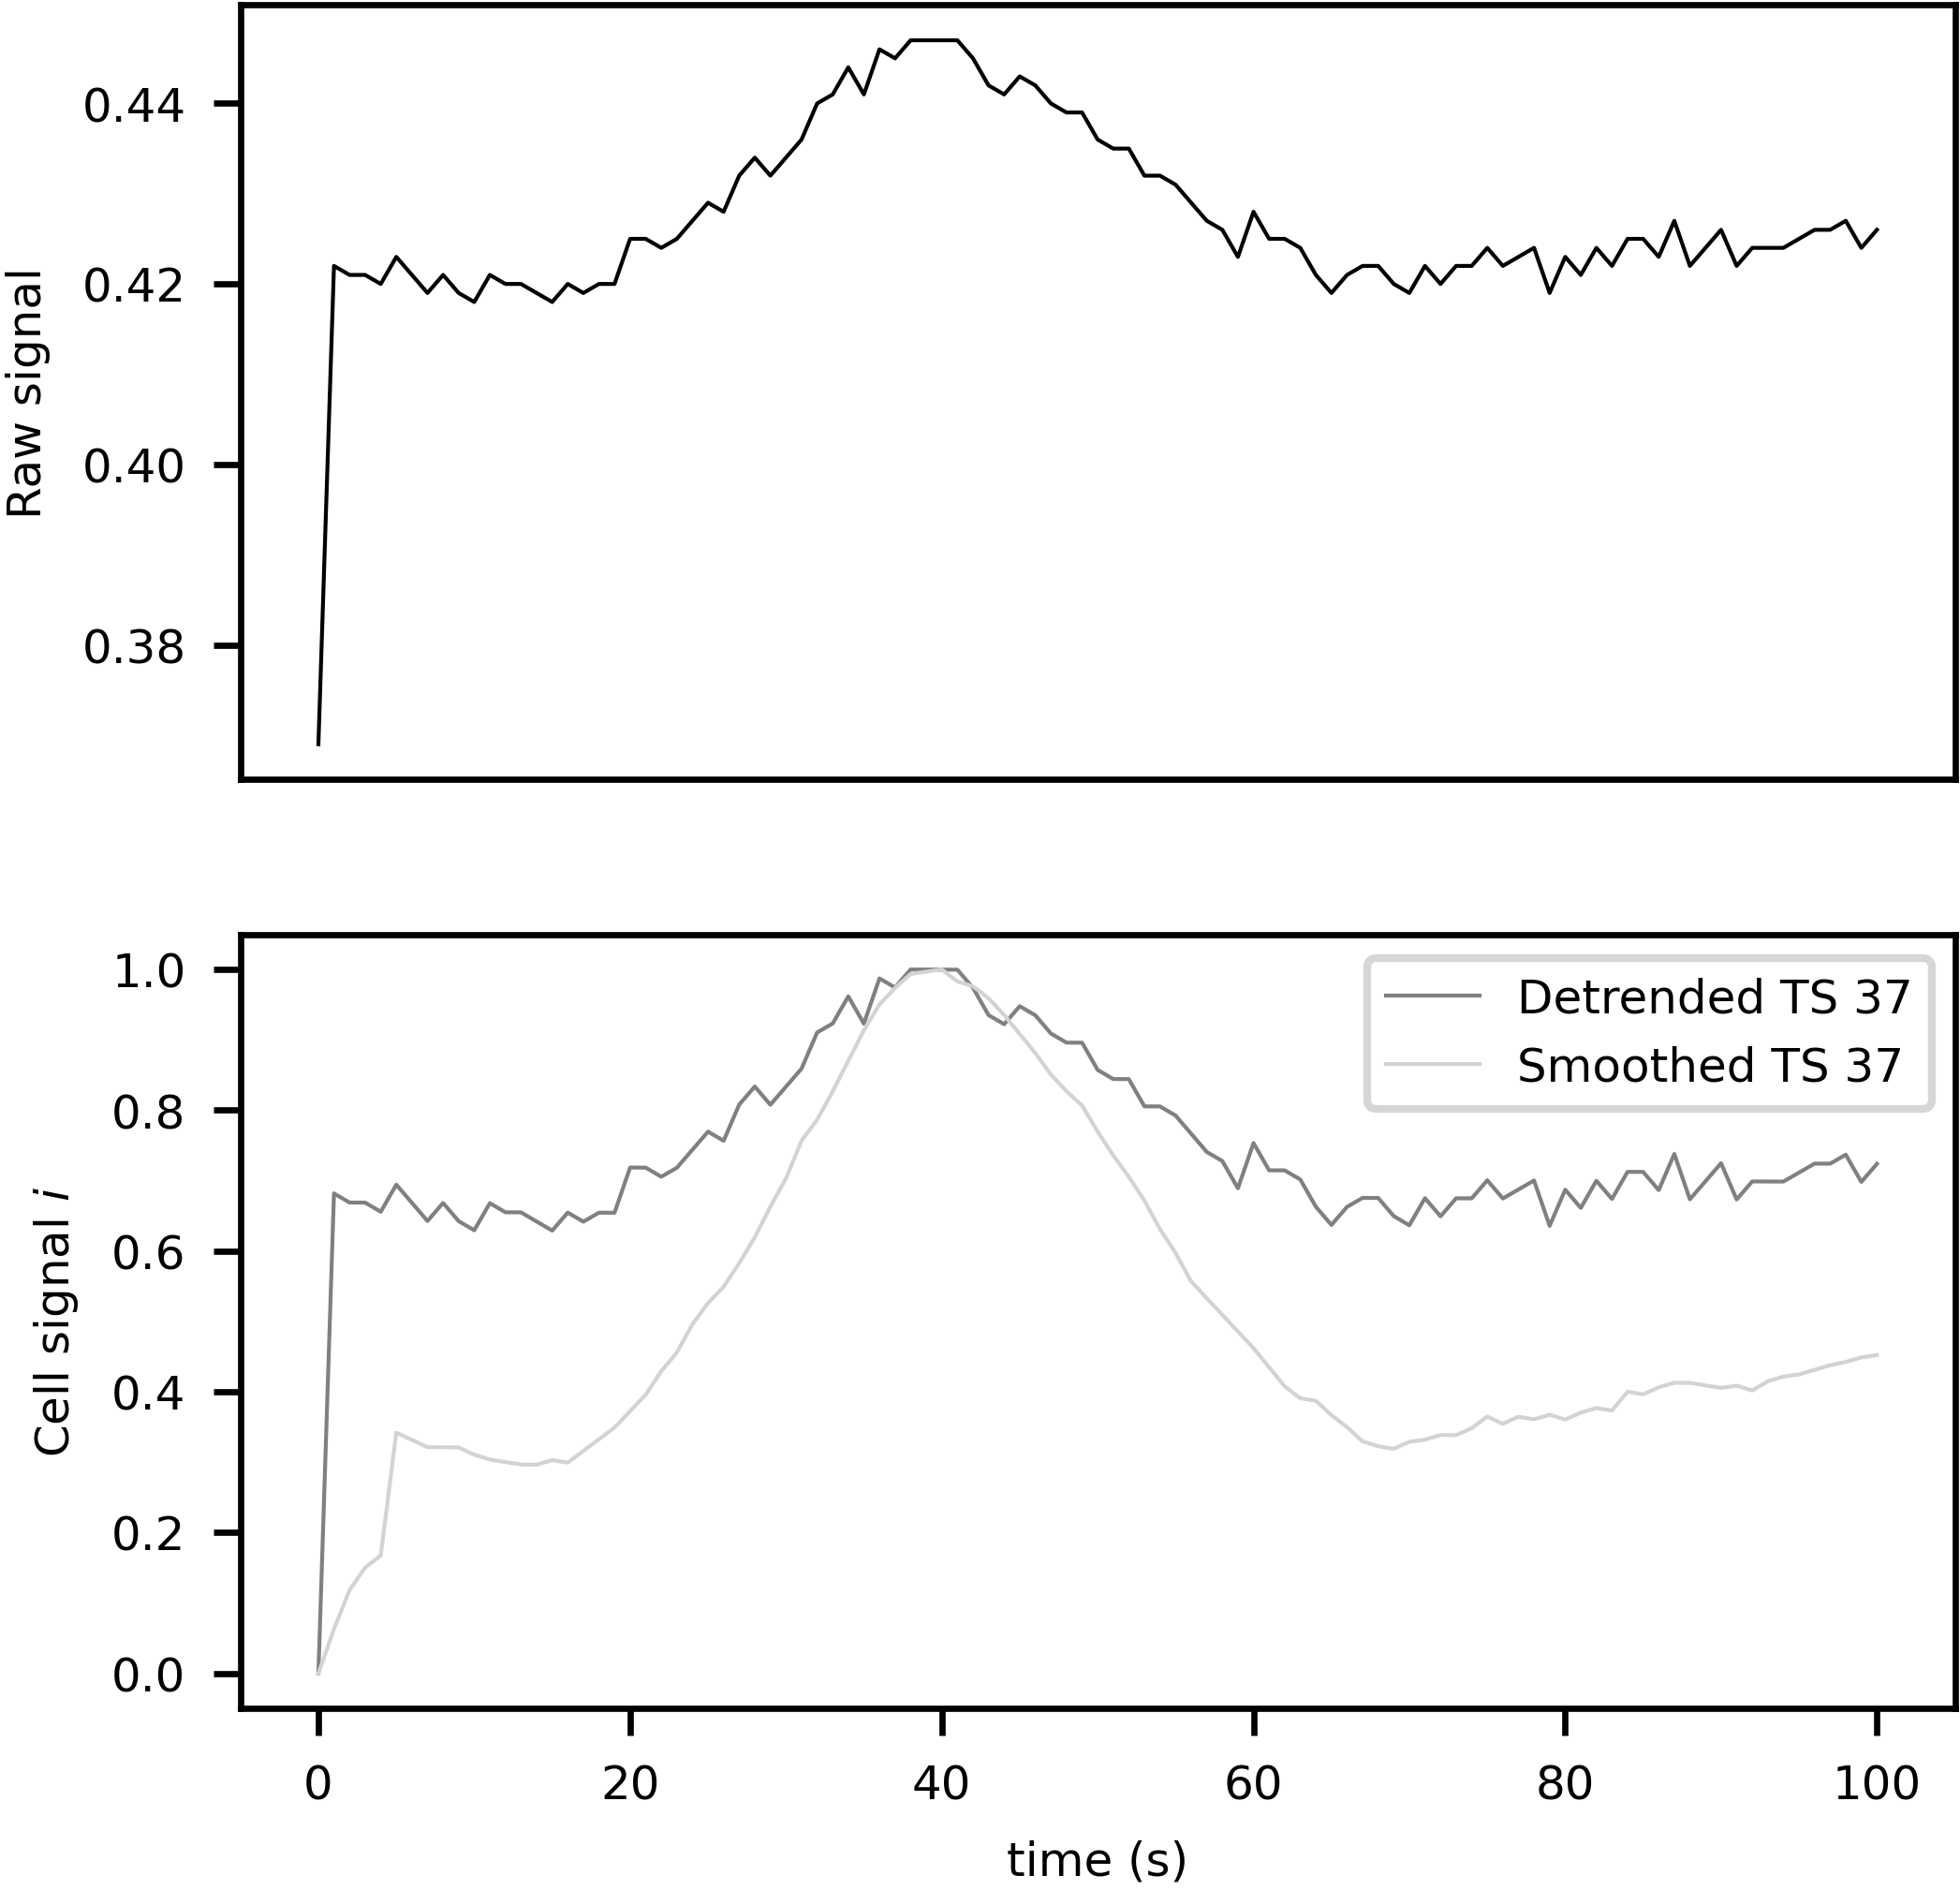 Raw signal
0.44
0.42
0.40
0.38
Cell signal i
1.0
0.8
0.6
0.4
0.2
0.0
Detrended TS 37
Smoothed TS 37
0 20 40 60 80 100
time (s)